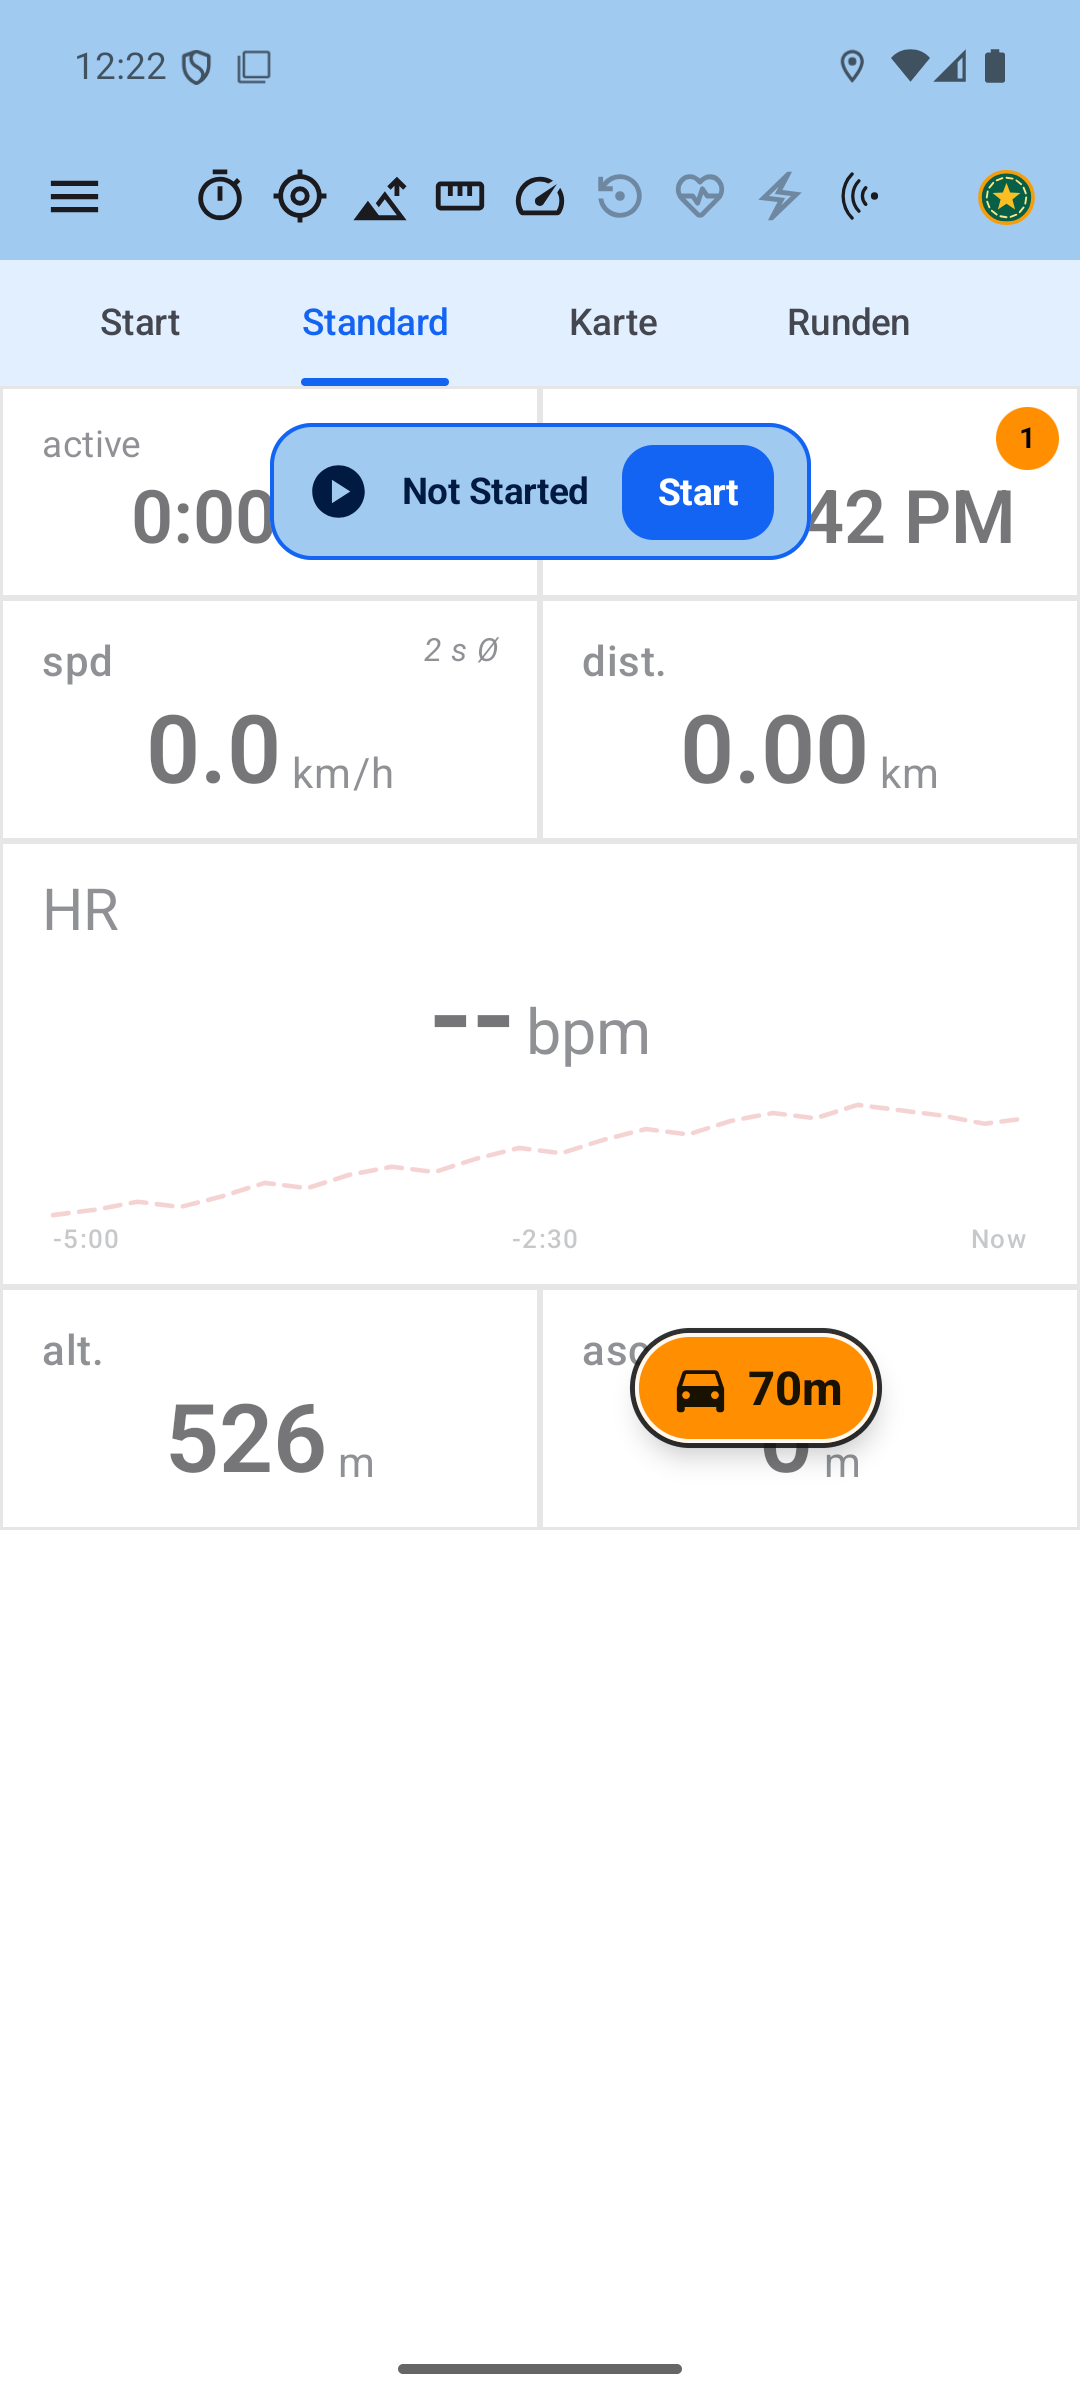 12:22
Start Standard Karte Runden
active
1
Not Started Start
0:00 42 PM
spd 2 s Ø dist.
0.0 km/h 0.00 km
HR
-- bpm
-5:00 -2:30 Now
alt.
70m
526 m 0 m